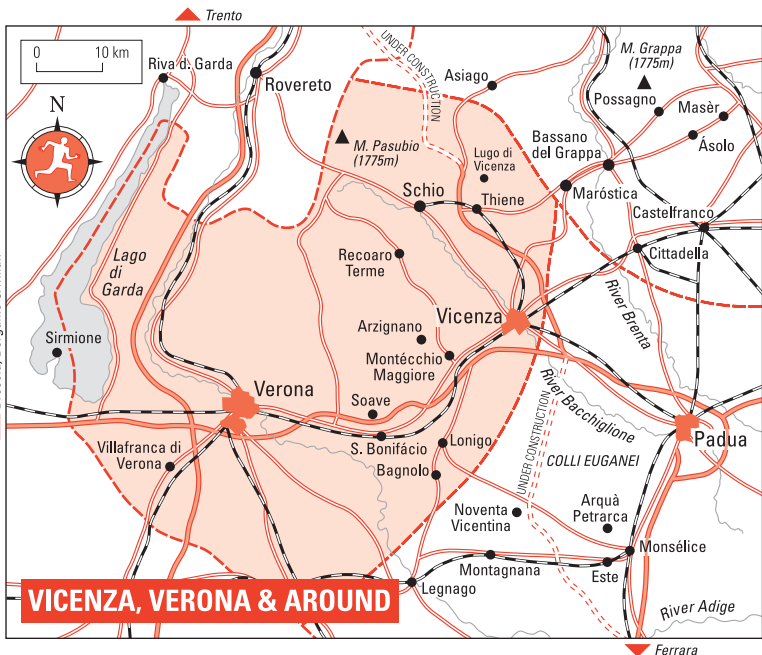 Trento
0 10 km
Riva d. Garda
Rovereto
UNDER CONSTRUCTION
Asiago
M. Grappa
(1775m)
Possagno
Masèr
Ásolo
N
M. Pasubio
(1775m)
Lugo di
Vicenza
Bassano
del Grappa
Schio
Thiene
Maróstica
Castelfranco
Cittadella
Lago
di
Garda
Recoaro
Terme
River Brenta
Sirmione
Arzignano
Vicenza
Montécchio
Maggiore
Verona
Soave
River Bacchiglione
Padua
Villafranca di
Verona
S. Bonifácio
Lonigo
Bagnolo
UNDER CONSTRUCTION
COLLI EUGANEI
Noventa
Vicentina
Arquà
Petrarca
Monsélice
Montagnana
Este
Legnago
VICENZA, VERONA & AROUND
River Adige
Ferrara